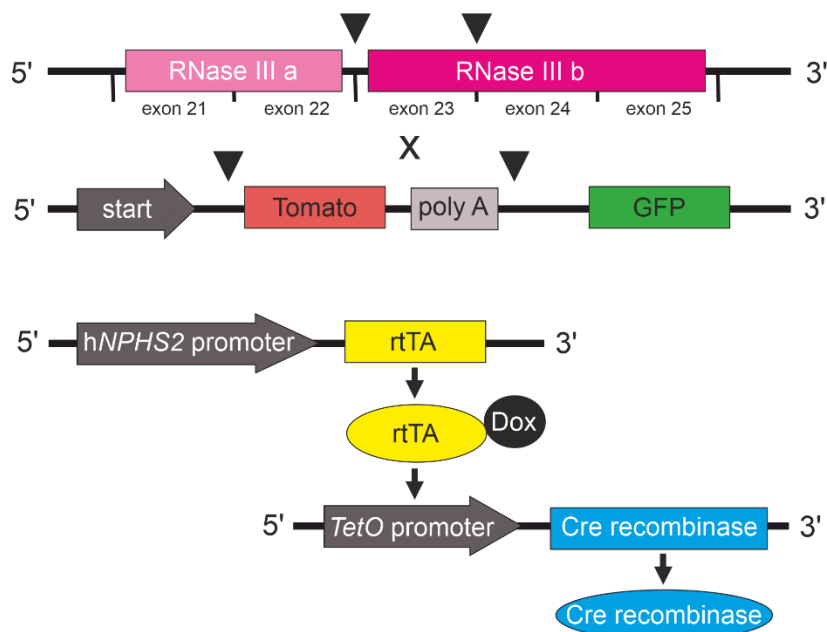 5' RNase III a RNase III b 3'
exon 21 exon 22 exon 23 exon 24 exon 25
x
5' start Tomato poly A GFP 3'
5' hNPHS2 promoter rtTA 3'
rtTA Dox
5' TetO promoter Cre recombinase 3'
Cre recombinase